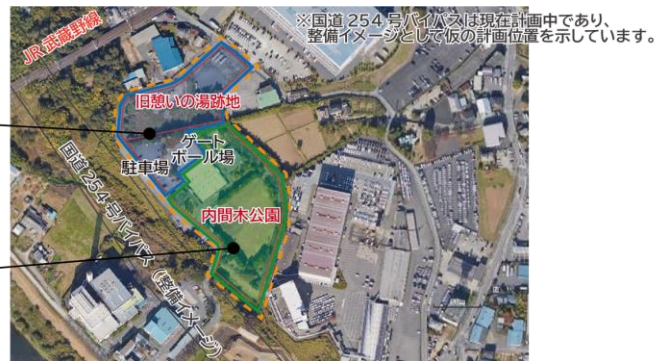 ※国道254号バイパスは現在計画中であり、
整備イメージとして仮の計画位置を示しています。
JR武蔵野線
旧憩いの湯跡地
ゲート
ボール場
駐車場
内間木公園
国道254号バイパス（整備イメージ）